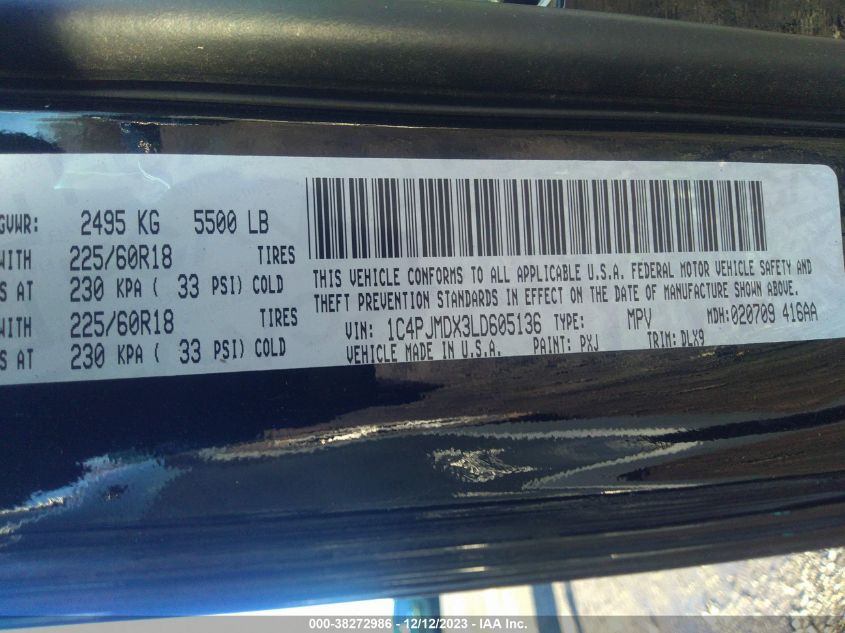 GVWR: 2495 KG 5500 LB
WITH 225/60R18 TIRES
S AT 230 KPA ( 33 PSI) COLD
225/60R18 TIRES
S AT 230 KPA ( 33 PSI) COLD
THIS VEHICLE CONFORMS TO ALL APPLICABLE U.S.A. FEDERAL MOTOR VEHICLE SAFETY AND
THEFT PREVENTION STANDARDS IN EFFECT ON THE DATE OF MANUFACTURE SHOWN ABOVE.
VIN: 1C4PJMDX3LD605136 TYPE: MPV MDH:020709 416AA
VEHICLE MADE IN U.S.A. PAINT: PXJ TRIM: DLX9
000-38272986 - 12/12/2023 - IAA Inc.